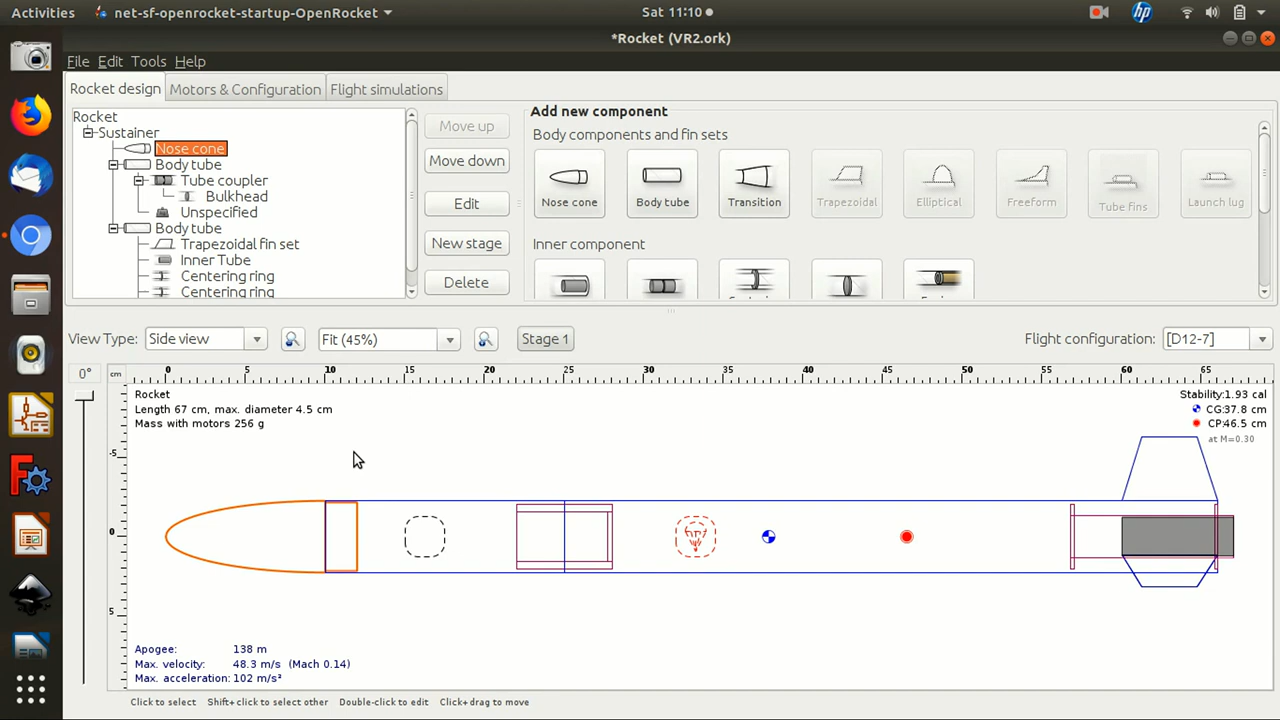 Activities net-sf-openrocket-startup-OpenRocket Sat 11:10
*Rocket (VR2.ork)
File Edit Tools Help
Rocket design Motors & Configuration Flight simulations
Rocket
Sustainer
Nose cone
Body tube
Tube coupler
Bulkhead
Unspecified
Body tube
Trapezoidal fin set
Inner Tube
Centering ring
Centering ring
Move up
Move down
Edit
New stage
Delete
Add new component
Body components and fin sets
Nose cone Body tube Transition Trapezoidal Elliptical Freeform Tube fins Launch lug
Inner component
View Type: Side view Fit (45%) Stage 1 Flight configuration: [D12-7]
0° cm 0 5 10 15 20 25 30 35 40 45 50 55 60 65
-5
0
5
Rocket
Length 67 cm, max. diameter 4.5 cm
Mass with motors 256 g
Stability:1.93 cal
CG:37.8 cm
CP:46.5 cm
at M=0.30
Apogee: 138 m
Max. velocity: 48.3 m/s (Mach 0.14)
Max. acceleration: 102 m/s²
Click to select Shift+click to select other Double-click to edit Click+drag to move